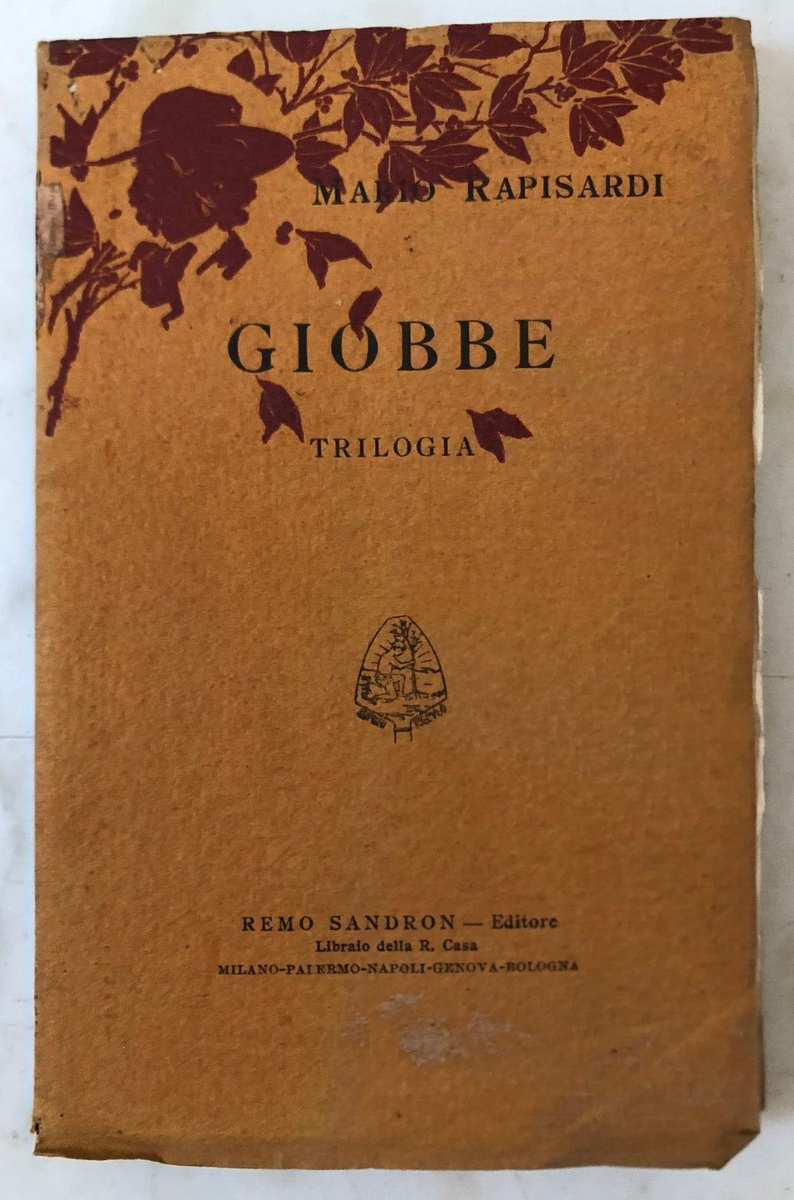 MARIO RAPISARDI
GIOBBE
TRILOGIA
REMO SANDRON — Editore
Libraio della R. Casa
MILANO-PALERMO-NAPOLI-GENOVA-BOLOGNA